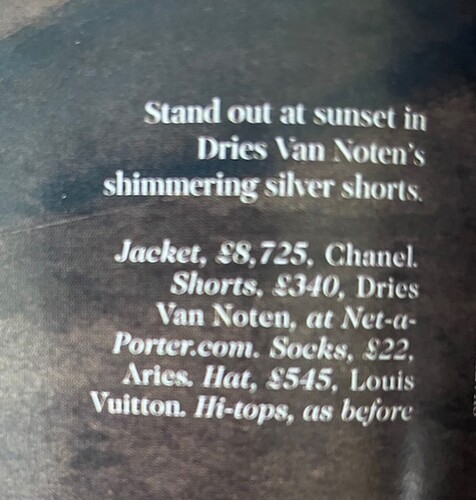 Stand out at sunset in
Dries Van Noten's
shimmering silver shorts.
Jacket, £8,725, Chanel.
Shorts, £340, Dries
Van Noten, at Net-a-
Porter.com. Socks, £22,
Aries. Hat, £545, Louis
Vuitton. Hi-tops, as before